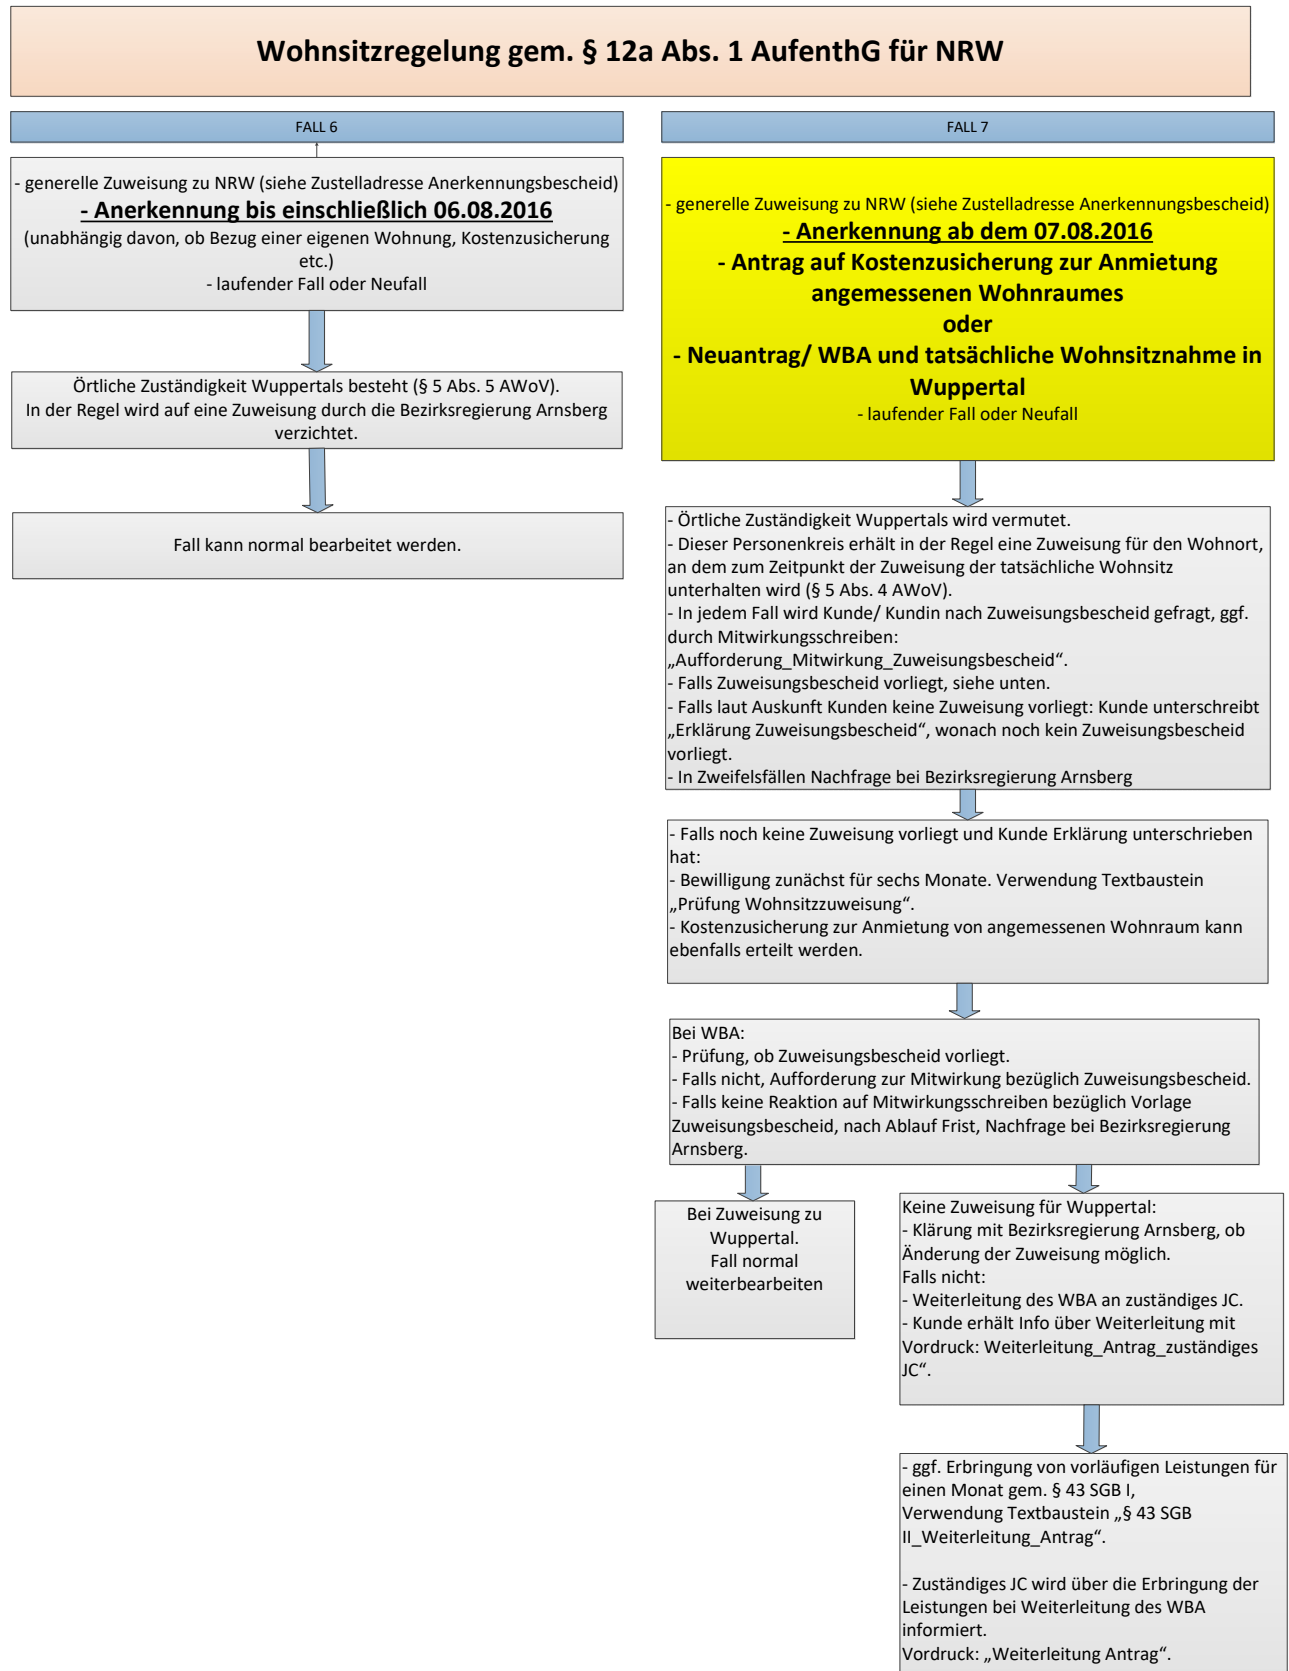 Wohnsitzregelung gem. § 12a Abs. 1 AufenthG für NRW
FALL 6
- generelle Zuweisung zu NRW (siehe Zustelladresse Anerkennungsbescheid)
- Anerkennung bis einschließlich 06.08.2016
(unabhängig davon, ob Bezug einer eigenen Wohnung, Kostenzusicherung
etc.)
- laufender Fall oder Neufall
Örtliche Zuständigkeit Wuppertals besteht (§ 5 Abs. 5 AWoV).
In der Regel wird auf eine Zuweisung durch die Bezirksregierung Arnsberg
verzichtet.
Fall kann normal bearbeitet werden.
FALL 7
- generelle Zuweisung zu NRW (siehe Zustelladresse Anerkennungsbescheid)
- Anerkennung ab dem 07.08.2016
- Antrag auf Kostenzusicherung zur Anmietung
angemessenen Wohnraumes
oder
- Neuantrag/ WBA und tatsächliche Wohnsitznahme in
Wuppertal
- laufender Fall oder Neufall
- Örtliche Zuständigkeit Wuppertals wird vermutet.
- Dieser Personenkreis erhält in der Regel eine Zuweisung für den Wohnort,
an dem zum Zeitpunkt der Zuweisung der tatsächliche Wohnsitz
unterhalten wird (§ 5 Abs. 4 AWoV).
- In jedem Fall wird Kunde/ Kundin nach Zuweisungsbescheid gefragt, ggf.
durch Mitwirkungsschreiben:
„Aufforderung_Mitwirkung_Zuweisungsbescheid“.
- Falls Zuweisungsbescheid vorliegt, siehe unten.
- Falls laut Auskunft Kunden keine Zuweisung vorliegt: Kunde unterschreibt
„Erklärung Zuweisungsbescheid“, wonach noch kein Zuweisungsbescheid
vorliegt.
- In Zweifelsfällen Nachfrage bei Bezirksregierung Arnsberg
- Falls noch keine Zuweisung vorliegt und Kunde Erklärung unterschrieben
hat:
- Bewilligung zunächst für sechs Monate. Verwendung Textbaustein
„Prüfung Wohnsitzzuweisung“.
- Kostenzusicherung zur Anmietung von angemessenen Wohnraum kann
ebenfalls erteilt werden.
Bei WBA:
- Prüfung, ob Zuweisungsbescheid vorliegt.
- Falls nicht, Aufforderung zur Mitwirkung bezüglich Zuweisungsbescheid.
- Falls keine Reaktion auf Mitwirkungsschreiben bezüglich Vorlage
Zuweisungsbescheid, nach Ablauf Frist, Nachfrage bei Bezirksregierung
Arnsberg.
Bei Zuweisung zu
Wuppertal.
Fall normal
weiterbearbeiten
Keine Zuweisung für Wuppertal:
- Klärung mit Bezirksregierung Arnsberg, ob
Änderung der Zuweisung möglich.
Falls nicht:
- Weiterleitung des WBA an zuständiges JC.
- Kunde erhält Info über Weiterleitung mit
Vordruck: Weiterleitung_Antrag_zuständiges
JC“.
- ggf. Erbringung von vorläufigen Leistungen für
einen Monat gem. § 43 SGB I,
Verwendung Textbaustein „§ 43 SGB
II_Weiterleitung_Antrag“.
- Zuständiges JC wird über die Erbringung der
Leistungen bei Weiterleitung des WBA
informiert.
Vordruck: „Weiterleitung Antrag“.